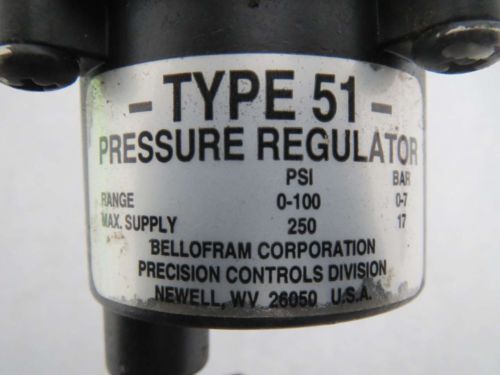 - TYPE 51 -
PRESSURE REGULATOR
PSI BAR
RANGE 0-100 0-7
MAX. SUPPLY 250 17
BELLOFRAM CORPORATION
PRECISION CONTROLS DIVISION
NEWELL, WV 26050 U.S.A.